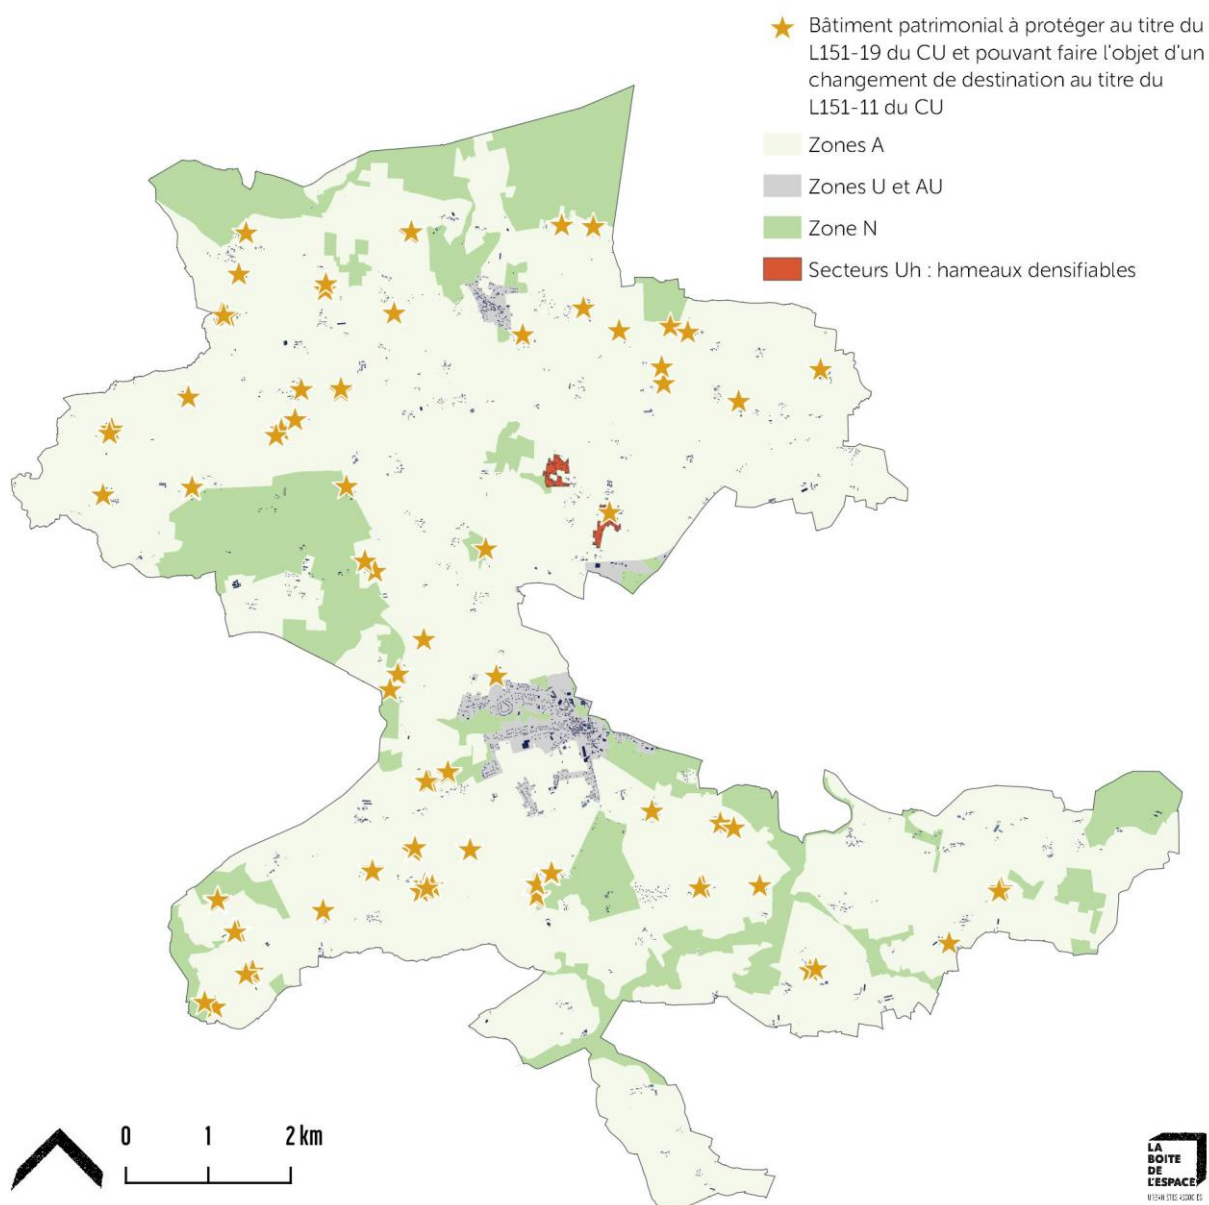 Bâtiment patrimonial à protéger au titre du
L151-19 du CU et pouvant faire l'objet d'un
changement de destination au titre du
L151-11 du CU
Zones A
Zones U et AU
Zone N
Secteurs Uh : hameaux densifiables
0 1 2 km
LA
BOITE
DE
L'ESPACE
URBANISTES ASSOCIÉS